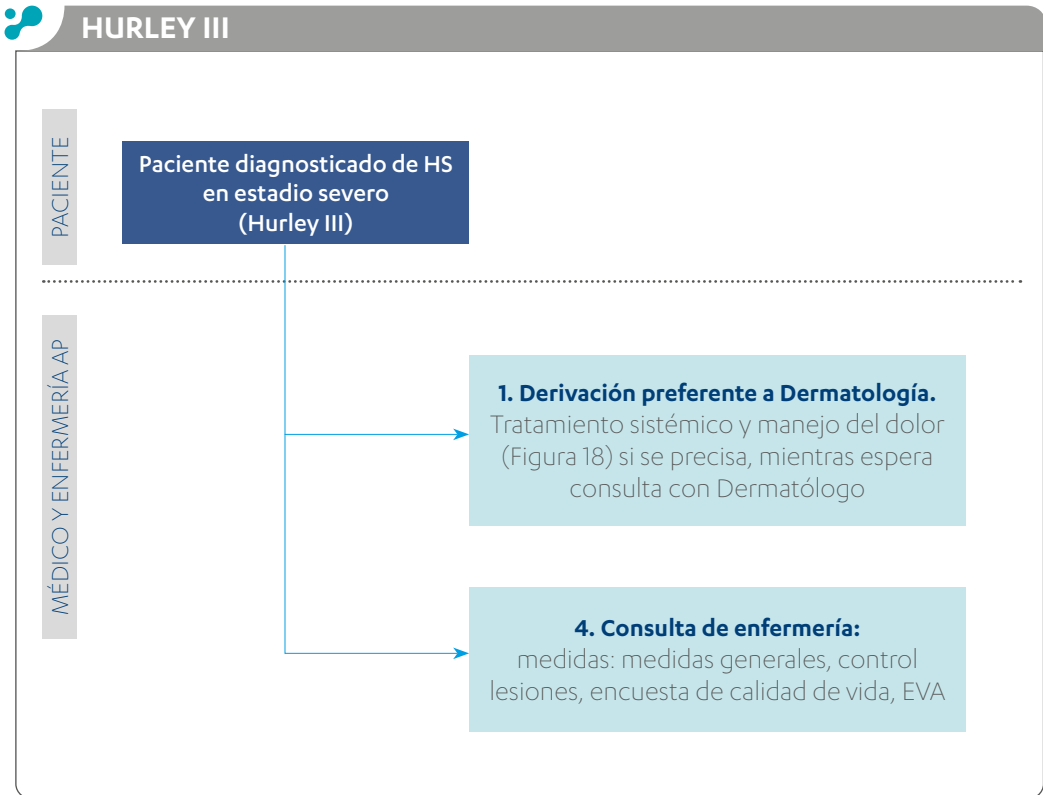 HURLEY III
PACIENTE
Paciente diagnosticado de HS
en estadio severo
(Hurley III)
MÉDICO Y ENFERMERÍA AP
1. Derivación preferente a Dermatología.
Tratamiento sistémico y manejo del dolor
(Figura 18) si se precisa, mientras espera
consulta con Dermatólogo
4. Consulta de enfermería:
medidas: medidas generales, control
lesiones, encuesta de calidad de vida, EVA